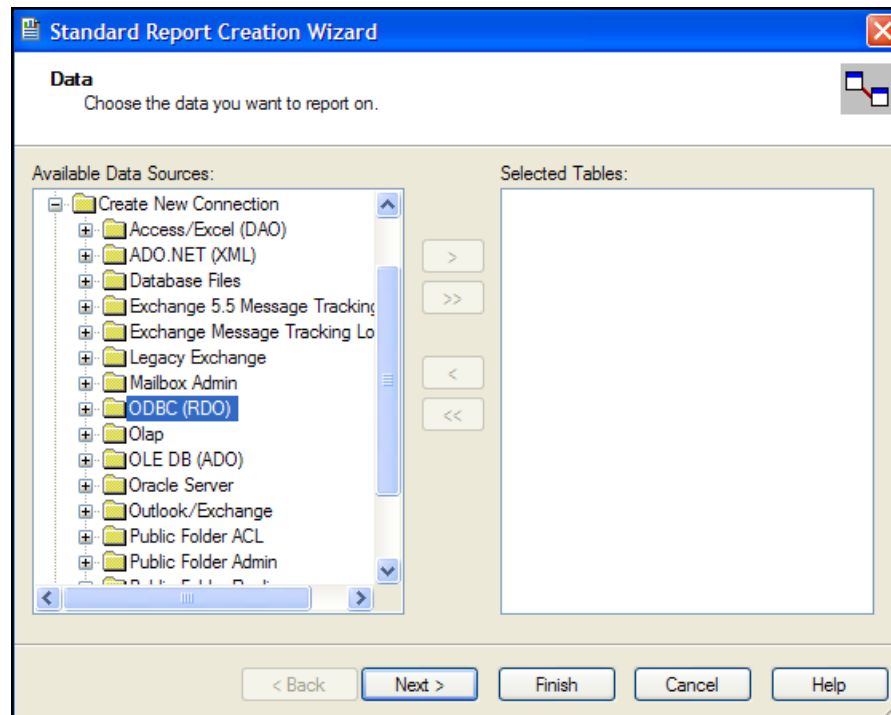 Standard Report Creation Wizard
Data
Choose the data you want to report on.
Available Data Sources:
Selected Tables:
Create New Connection
Access/Excel (DAO)
ADO.NET (XML)
Database Files
Exchange 5.5 Message Tracking
Exchange Message Tracking Lo
Legacy Exchange
Mailbox Admin
ODBC (RDO)
Olap
OLE DB (ADO)
Oracle Server
Outlook/Exchange
Public Folder ACL
Public Folder Admin
>
>>
<
<<
< Back
Next >
Finish
Cancel
Help